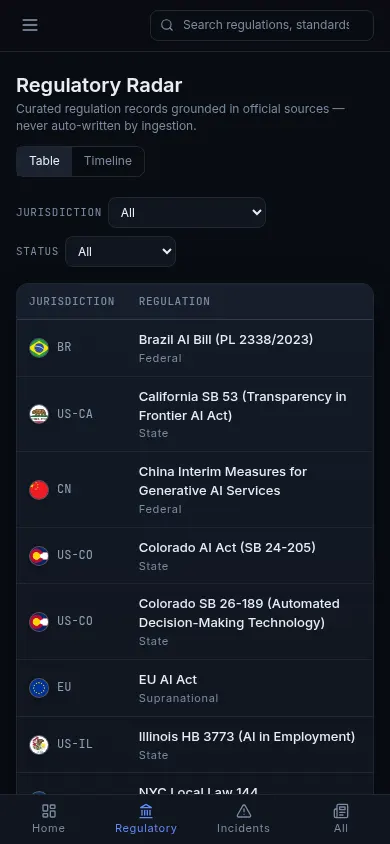 Search regulations, standards
Regulatory Radar
Curated regulation records grounded in official sources —
never auto-written by ingestion.
Table Timeline
JURISDICTION All
STATUS All
JURISDICTION REGULATION
BR Brazil AI Bill (PL 2338/2023)
Federal
US-CA California SB 53 (Transparency in
Frontier AI Act)
State
CN China Interim Measures for
Generative AI Services
Federal
US-CO Colorado AI Act (SB 24-205)
State
US-CO Colorado SB 26-189 (Automated
Decision-Making Technology)
State
EU EU AI Act
Supranational
US-IL Illinois HB 3773 (AI in Employment)
State
NYC Local Law 144
Home Regulatory Incidents All